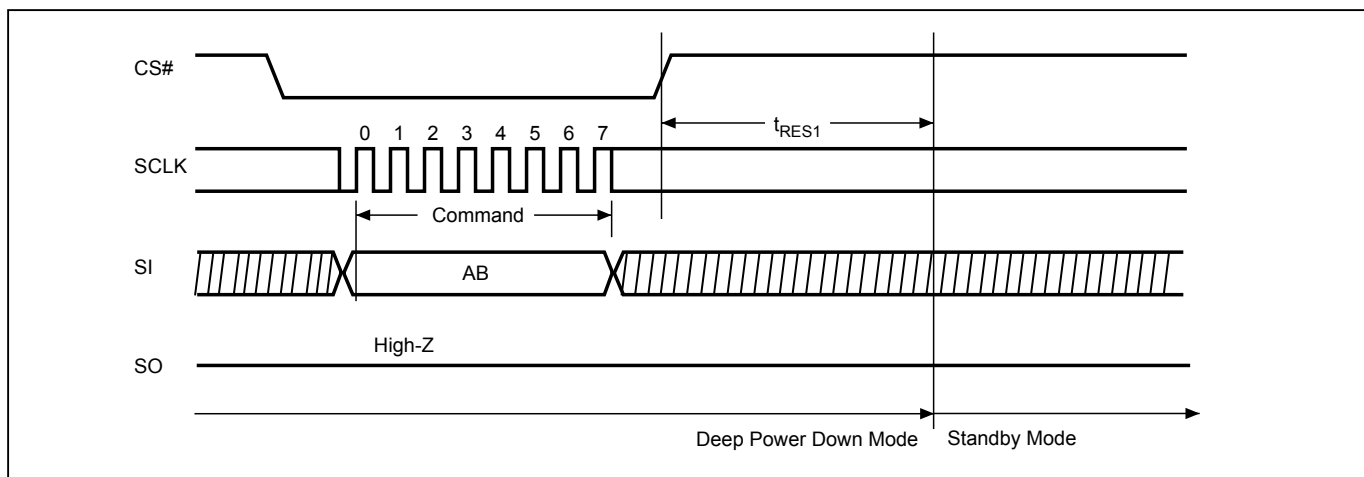 CS#
tRES1
0 1 2 3 4 5 6 7
SCLK
Command
SI
AB
High-Z
SO
Deep Power Down Mode
Standby Mode